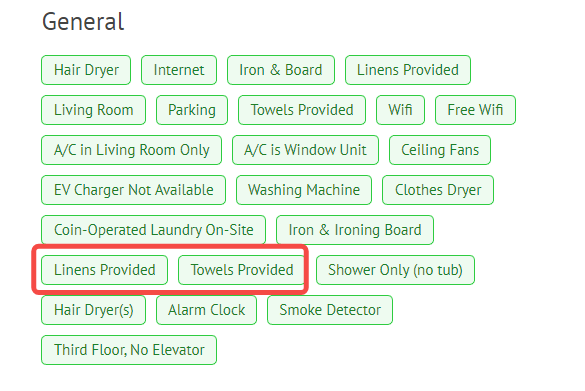 General
Hair Dryer Internet Iron & Board Linens Provided
Living Room Parking Towels Provided Wifi Free Wifi
A/C in Living Room Only A/C is Window Unit Ceiling Fans
EV Charger Not Available Washing Machine Clothes Dryer
Coin-Operated Laundry On-Site Iron & Ironing Board
Linens Provided Towels Provided Shower Only (no tub)
Hair Dryer(s) Alarm Clock Smoke Detector
Third Floor, No Elevator